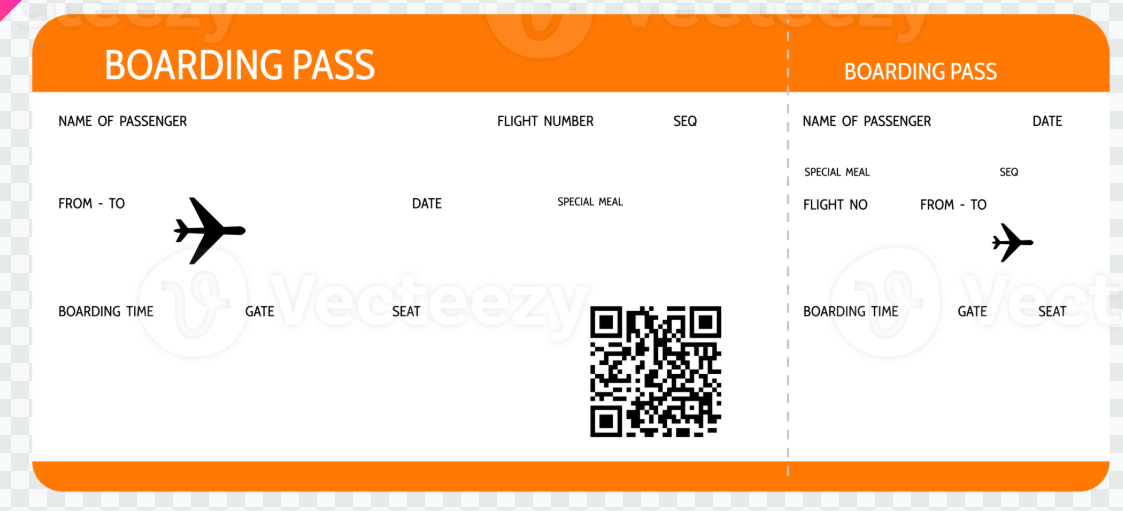 BOARDING PASS
NAME OF PASSENGER FLIGHT NUMBER SEQ
FROM - TO DATE SPECIAL MEAL
BOARDING TIME GATE SEAT
BOARDING PASS
NAME OF PASSENGER DATE
SPECIAL MEAL SEQ
FLIGHT NO FROM - TO
BOARDING TIME GATE SEAT
Vecteezy